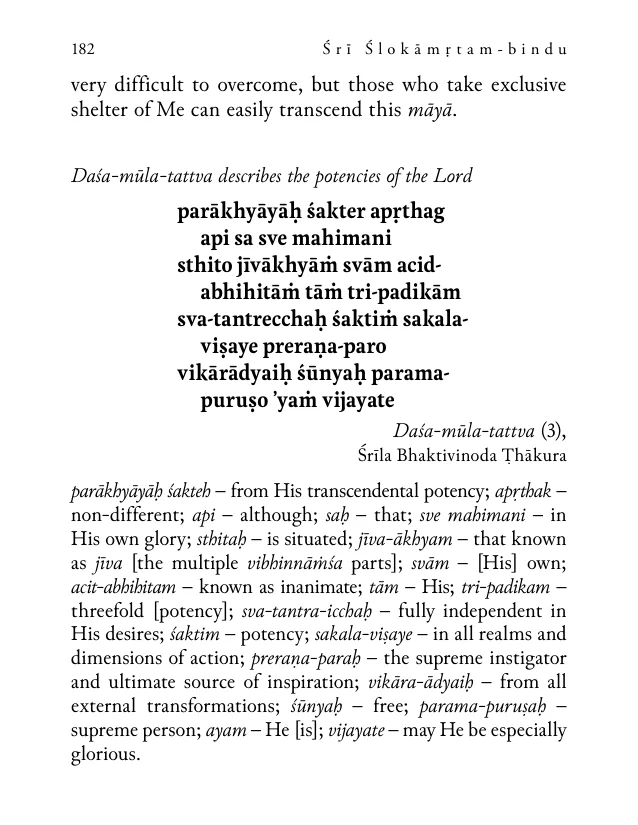 182
Śrī Ślokāmṛtam-bindu
very difficult to overcome, but those who take exclusive
shelter of Me can easily transcend this māyā.
Daśa-mūla-tattva describes the potencies of the Lord
parākhyāyāḥ śakter apṛthag
api sa sve mahimani
sthito jīvākhyāṁ svām acid-
abhihitāṁ tāṁ tri-padikām
sva-tantrecchaḥ śaktiṁ sakala-
viṣaye preraṇa-paro
vikārādyaiḥ śūnyaḥ parama-
puruṣo ’yaṁ vijayate
Daśa-mūla-tattva (3),
Śrīla Bhaktivinoda Ṭhākura
parākhyāyāḥ śakteh – from His transcendental potency; apṛthak –
non-different; api – although; saḥ – that; sve mahimani – in
His own glory; sthitaḥ – is situated; jīva-ākhyam – that known
as jīva [the multiple vibhinnāṁśa parts]; svām – [His] own;
acit-abhihitam – known as inanimate; tām – His; tri-padikam –
threefold [potency]; sva-tantra-icchaḥ – fully independent in
His desires; śaktim – potency; sakala-viṣaye – in all realms and
dimensions of action; preraṇa-paraḥ – the supreme instigator
and ultimate source of inspiration; vikāra-ādyaiḥ – from all
external transformations; śūnyaḥ – free; parama-puruṣaḥ –
supreme person; ayam – He [is]; vijayate – may He be especially
glorious.